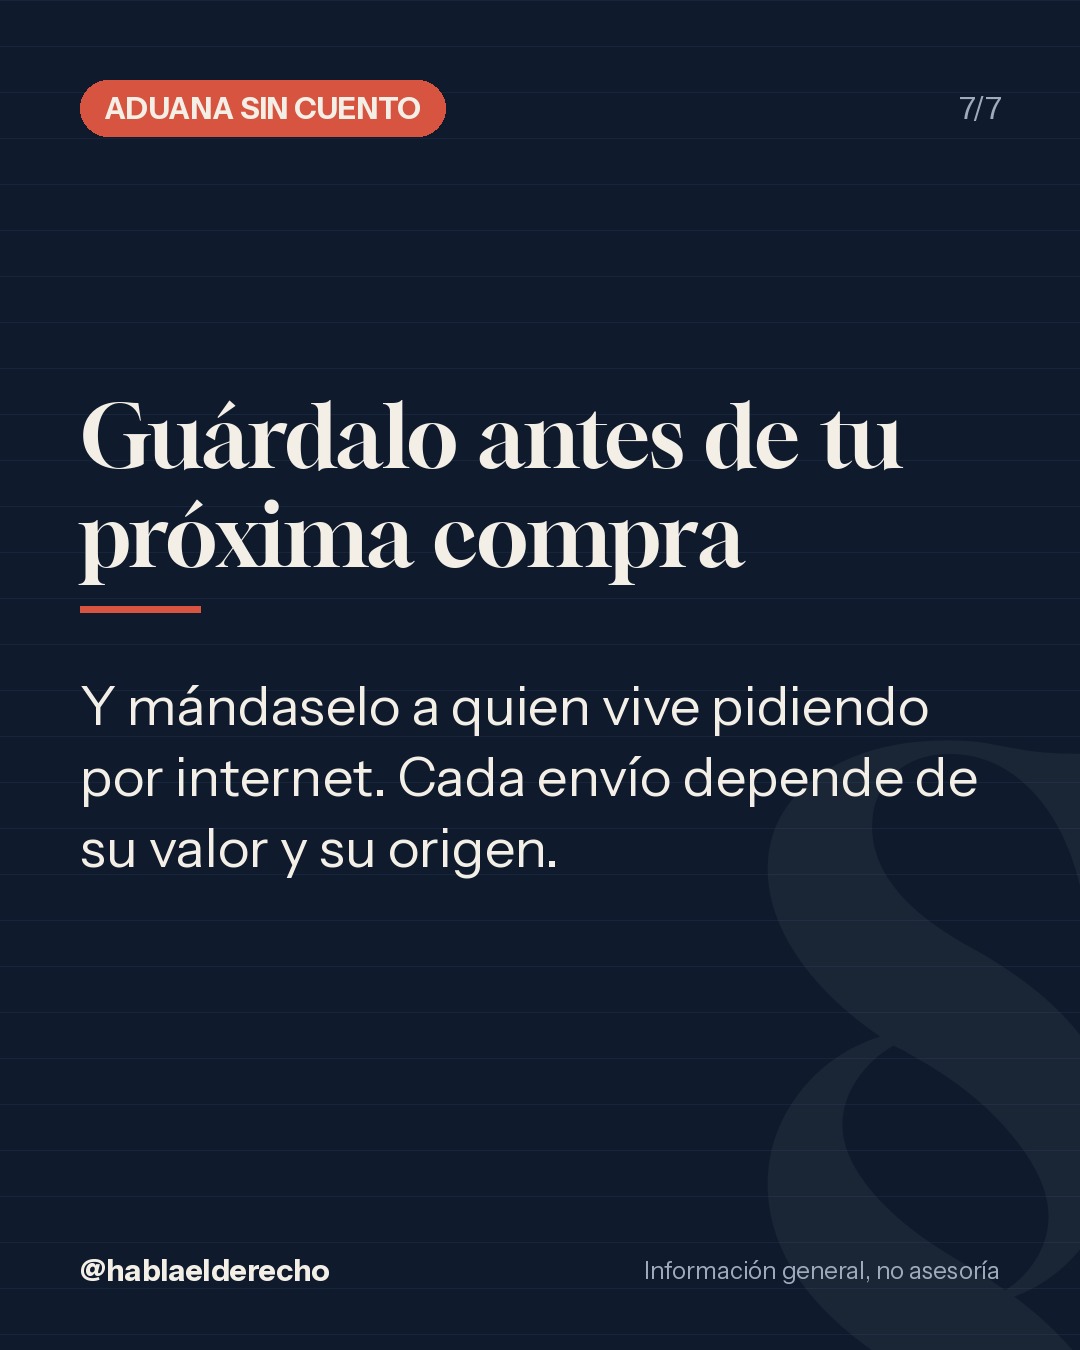 ADUANA SIN CUENTO
7/7
Guárdalo antes de tu
próxima compra
Y mándaselo a quien vive pidiendo
por internet. Cada envío depende de
su valor y su origen.
@hablaelderecho
Información general, no asesoría
§